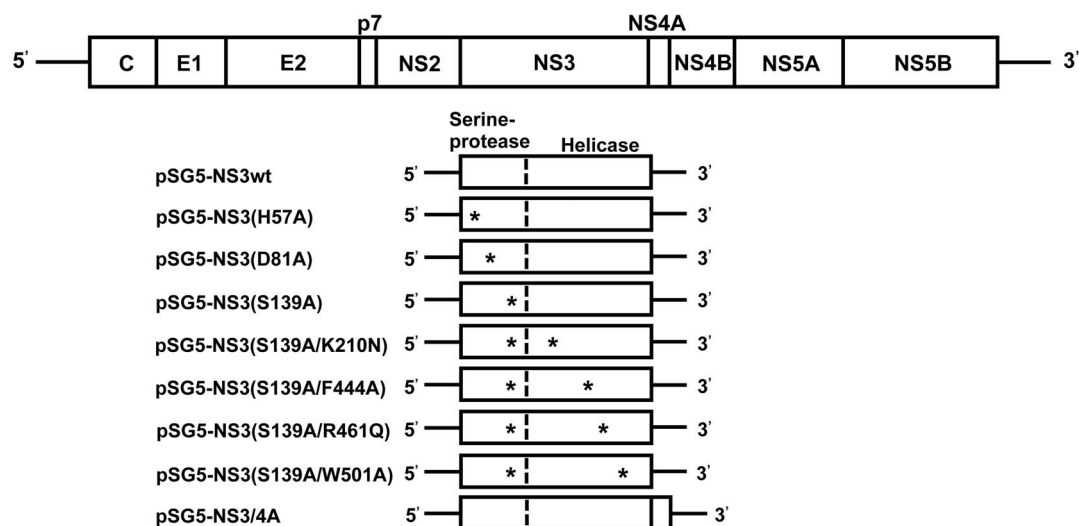 p7 NS4A
5' C E1 E2 NS2 NS3 NS4B NS5A NS5B 3'
Serine-
protease Helicase
pSG5-NS3wt 5' 3'
pSG5-NS3(H57A) 5' * 3'
pSG5-NS3(D81A) 5' * 3'
pSG5-NS3(S139A) 5' * 3'
pSG5-NS3(S139A/K210N) 5' * * 3'
pSG5-NS3(S139A/F444A) 5' * * 3'
pSG5-NS3(S139A/R461Q) 5' * * 3'
pSG5-NS3(S139A/W501A) 5' * * 3'
pSG5-NS3/4A 5' 3'